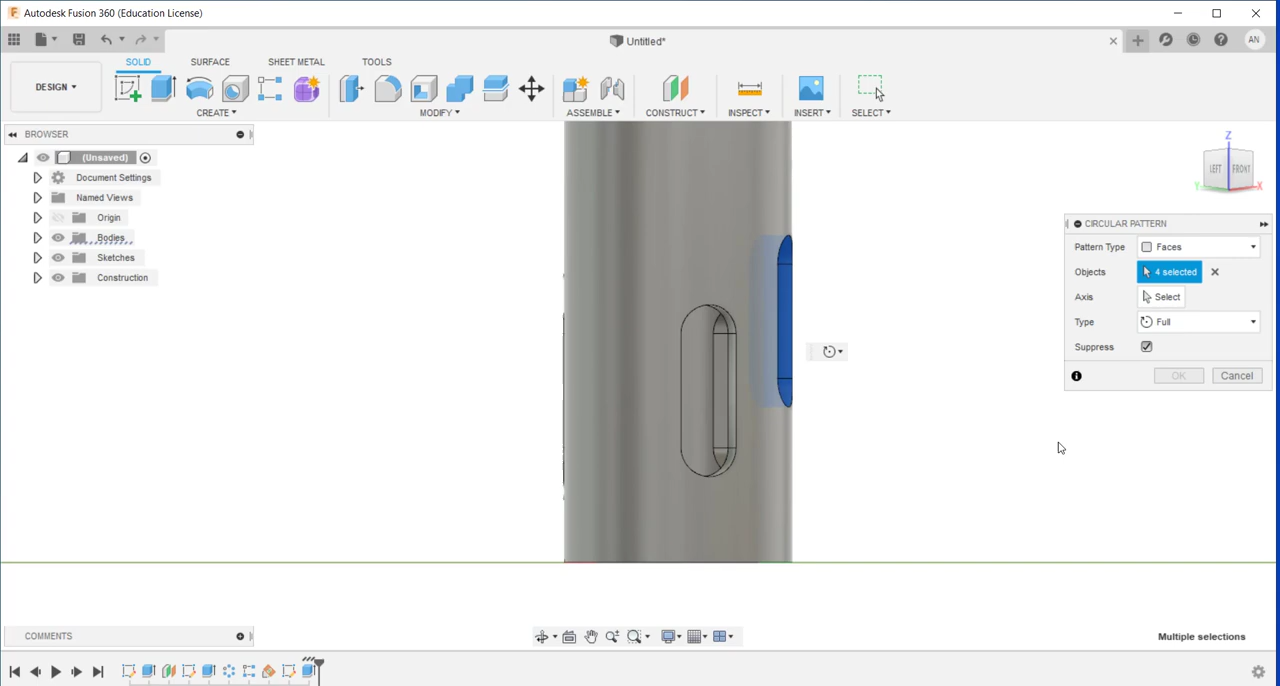 Autodesk Fusion 360 (Education License)
Untitled*
AN
DESIGN
SOLID
SURFACE
SHEET METAL
TOOLS
CREATE
MODIFY
ASSEMBLE
CONSTRUCT
INSPECT
INSERT
SELECT
BROWSER
(Unsaved)
Document Settings
Named Views
Origin
Bodies
Sketches
Construction
Z
LEFT
FRONT
Y
X
CIRCULAR PATTERN
Pattern Type
Faces
Objects
4 selected
Axis
Select
Type
Full
Suppress
OK
Cancel
COMMENTS
Multiple selections